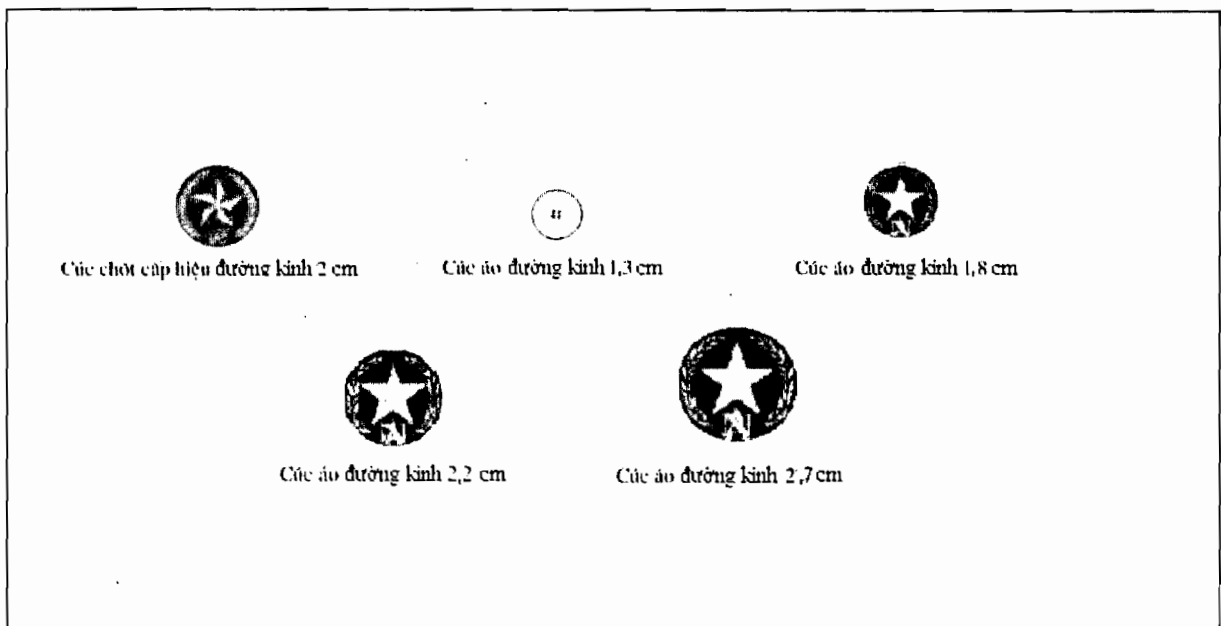 Cúc chốt cấp hiệu đường kính 2 cm
Cúc áo đường kính 1,3 cm
Cúc áo đường kính 1,8 cm
Cúc áo đường kính 2,2 cm
Cúc áo đường kính 2,7 cm